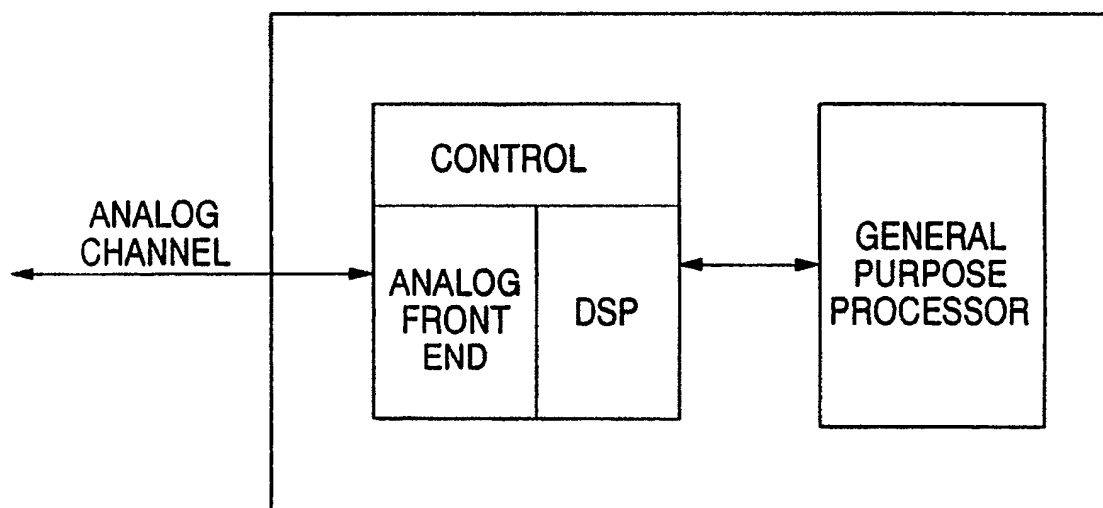 CONTROL
ANALOG
CHANNEL
ANALOG
FRONT
END
DSP
GENERAL
PURPOSE
PROCESSOR